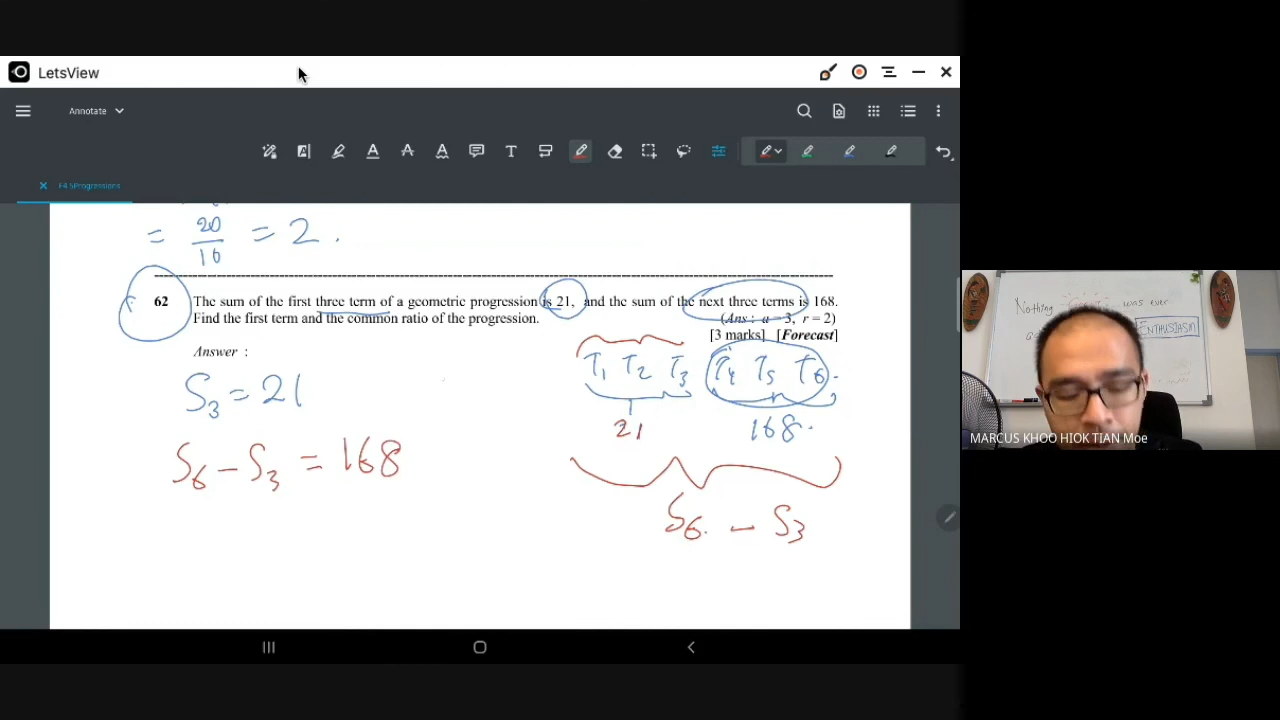 LetsView
Annotate
F4 5Progressions
= 20/10 = 2.
62 The sum of the first three term of a geometric progression is 21, and the sum of the next three terms is 168.
Find the first term and the common ratio of the progression. (Ans : a = 3, r = 2)
[3 marks] [Forecast]
Answer :
T1 T2 T3 T4 T5 T6.
S3 = 21
21 168.
S6 - S3 = 168
S6. - S3
Nothing was ever
ENTHUSIASM
MARCUS KHOO HIOK TIAN Moe